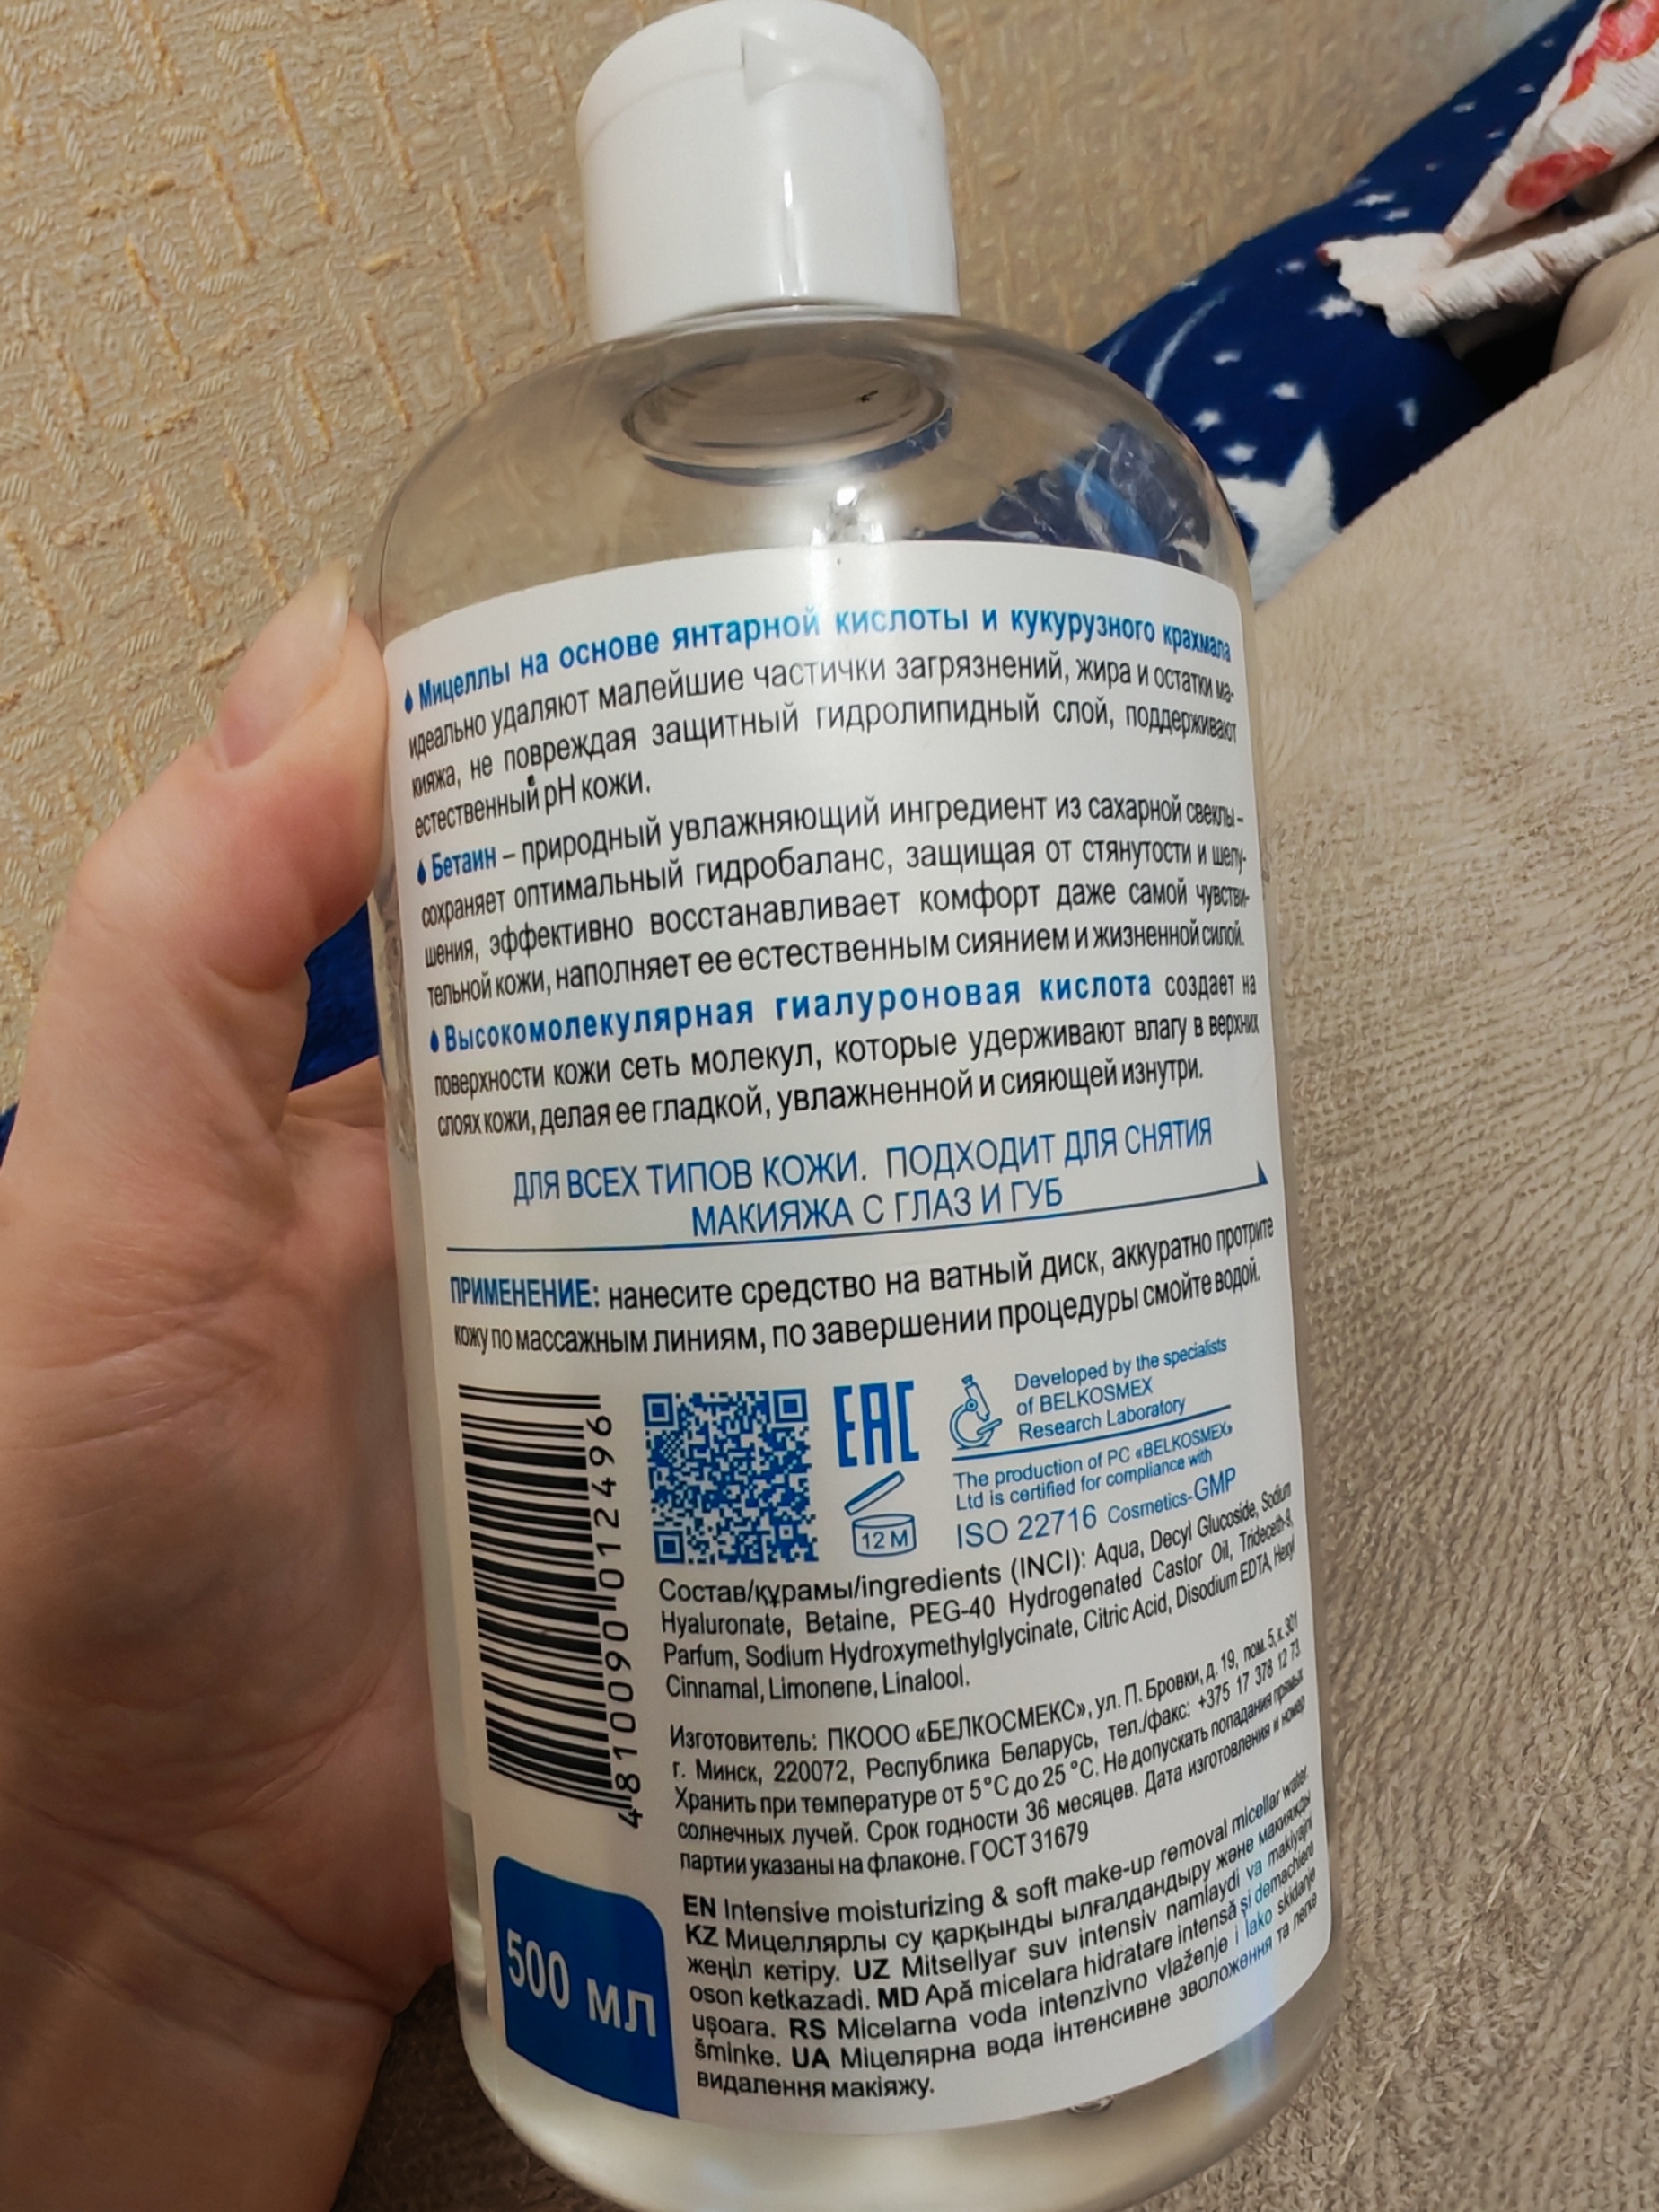 Мицеллы на основе янтарной кислоты и кукурузного крахмала
идеально удаляют малейшие частички загрязнений, жира и остатки ма-
кияжа, не повреждая защитный гидролипидный слой, поддерживают
естественный pH кожи.
Бетаин – природный увлажняющий ингредиент из сахарной свеклы -
сохраняет оптимальный гидробаланс, защищая от стянутости и шелу-
шения, эффективно восстанавливает комфорт даже самой чувстви-
тельной кожи, наполняет ее естественным сиянием и жизненной силой.
Высокомолекулярная гиалуроновая кислота создает на
поверхности кожи сеть молекул, которые удерживают влагу в верхних
слоях кожи, делая ее гладкой, увлажненной и сияющей изнутри.
ДЛЯ ВСЕХ ТИПОВ КОЖИ. ПОДХОДИТ ДЛЯ СНЯТИЯ
МАКИЯЖА С ГЛАЗ И ГУБ
ПРИМЕНЕНИЕ: нанесите средство на ватный диск, аккуратно протрите
кожу по массажным линиям, по завершении процедуры смойте водой.
4810090012496
EAC
12 M
Developed by the specialists
of BELKOSMEX
Research Laboratory
The production of PC «BELKOSMEX»
Ltd is certified for compliance with
ISO 22716 Cosmetics-GMP
Состав/құрамы/ingredients (INCI): Aqua, Decyl Glucoside, Sodium
Hyaluronate, Betaine, PEG-40 Hydrogenated Castor Oil, Trideceth-9,
Parfum, Sodium Hydroxymethylglycinate, Citric Acid, Disodium EDTA, Hexyl
Cinnamal, Limonene, Linalool.
Изготовитель: ПКООО «БЕЛКОСМЕКС», ул. П. Бровки, д. 19, пом. 5, к. 301
г. Минск, 220072, Республика Беларусь, тел./факс: +375 17 378 12 73.
Хранить при температуре от 5°С до 25 °С. Не допускать попадания прямых
солнечных лучей. Срок годности 36 месяцев. Дата изготовления и номер
партии указаны на флаконе. ГОСТ 31679
EN Intensive moisturizing & soft make-up removal micellar water.
KZ Мицеллярлы су қарқынды ылғалдандыру және макияжды
жеңіл кетіру. UZ Mitsellyar suv intensiv namlaydi va makiyajni
oson ketkazadi. MD Apă micelara hidratare intensă și demachiere
ușoara. RS Micelarna voda intenzivno vlaženje i lako skidanje
šminke. UA Міцелярна вода інтенсивне зволоження та легке
видалення макіяжу.
500 МЛ